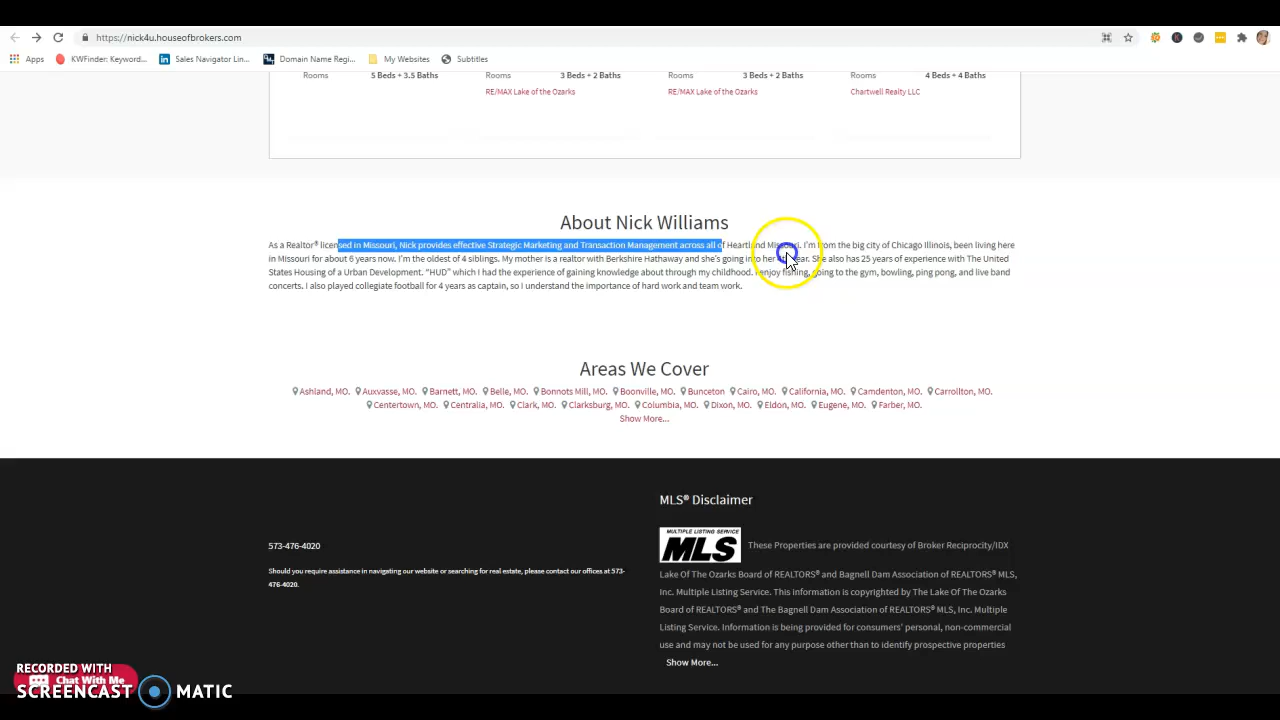 https://nick4u.houseofbrokers.com
Apps KWFinder: Keyword... Sales Navigator Lin... Domain Name Regi... My Websites Subtitles
Rooms 5 Beds + 3.5 Baths Rooms 3 Beds + 2 Baths Rooms 3 Beds + 2 Baths Rooms 4 Beds + 4 Baths
RE/MAX Lake of the Ozarks RE/MAX Lake of the Ozarks Chartwell Realty LLC
About Nick Williams
As a Realtor® licensed in Missouri, Nick provides effective Strategic Marketing and Transaction Management across all of Heartland Missouri. I'm from the big city of Chicago Illinois, been living here
in Missouri for about 6 years now. I'm the oldest of 4 siblings. My mother is a realtor with Berkshire Hathaway and she's going into her She also has 25 years of experience with The United
States Housing of a Urban Development. “HUD” which I had the experience of gaining knowledge about through my childhood. I enjoy fishing, going to the gym, bowling, ping pong, and live band
concerts. I also played collegiate football for 4 years as captain, so I understand the importance of hard work and team work.
Areas We Cover
Ashland, MO. Auxvasse, MO. Barnett, MO. Belle, MO. Bonnots Mill, MO. Boonville, MO. Bunceton Cairo, MO. California, MO. Camdenton, MO. Carrollton, MO.
Centertown, MO. Centralia, MO. Clark, MO. Clarksburg, MO. Columbia, MO. Dixon, MO. Eldon, MO. Eugene, MO. Farber, MO.
Show More...
MLS® Disclaimer
MULTIPLE LISTING SERVICE
MLS
These Properties are provided courtesy of Broker Reciprocity/IDX
Lake Of The Ozarks Board of REALTORS® and Bagnell Dam Association of REALTORS® MLS,
Inc. Multiple Listing Service. This information is copyrighted by The Lake Of The Ozarks
Board of REALTORS® and The Bagnell Dam Association of REALTORS® MLS, Inc. Multiple
Listing Service. Information is being provided for consumers' personal, non-commercial
use and may not be used for any purpose other than to identify prospective properties
Show More...
573-476-4020
Should you require assistance in navigating our website or searching for real estate, please contact our offices at 573-
476-4020.
Chat With Me
RECORDED WITH
SCREENCAST MATIC